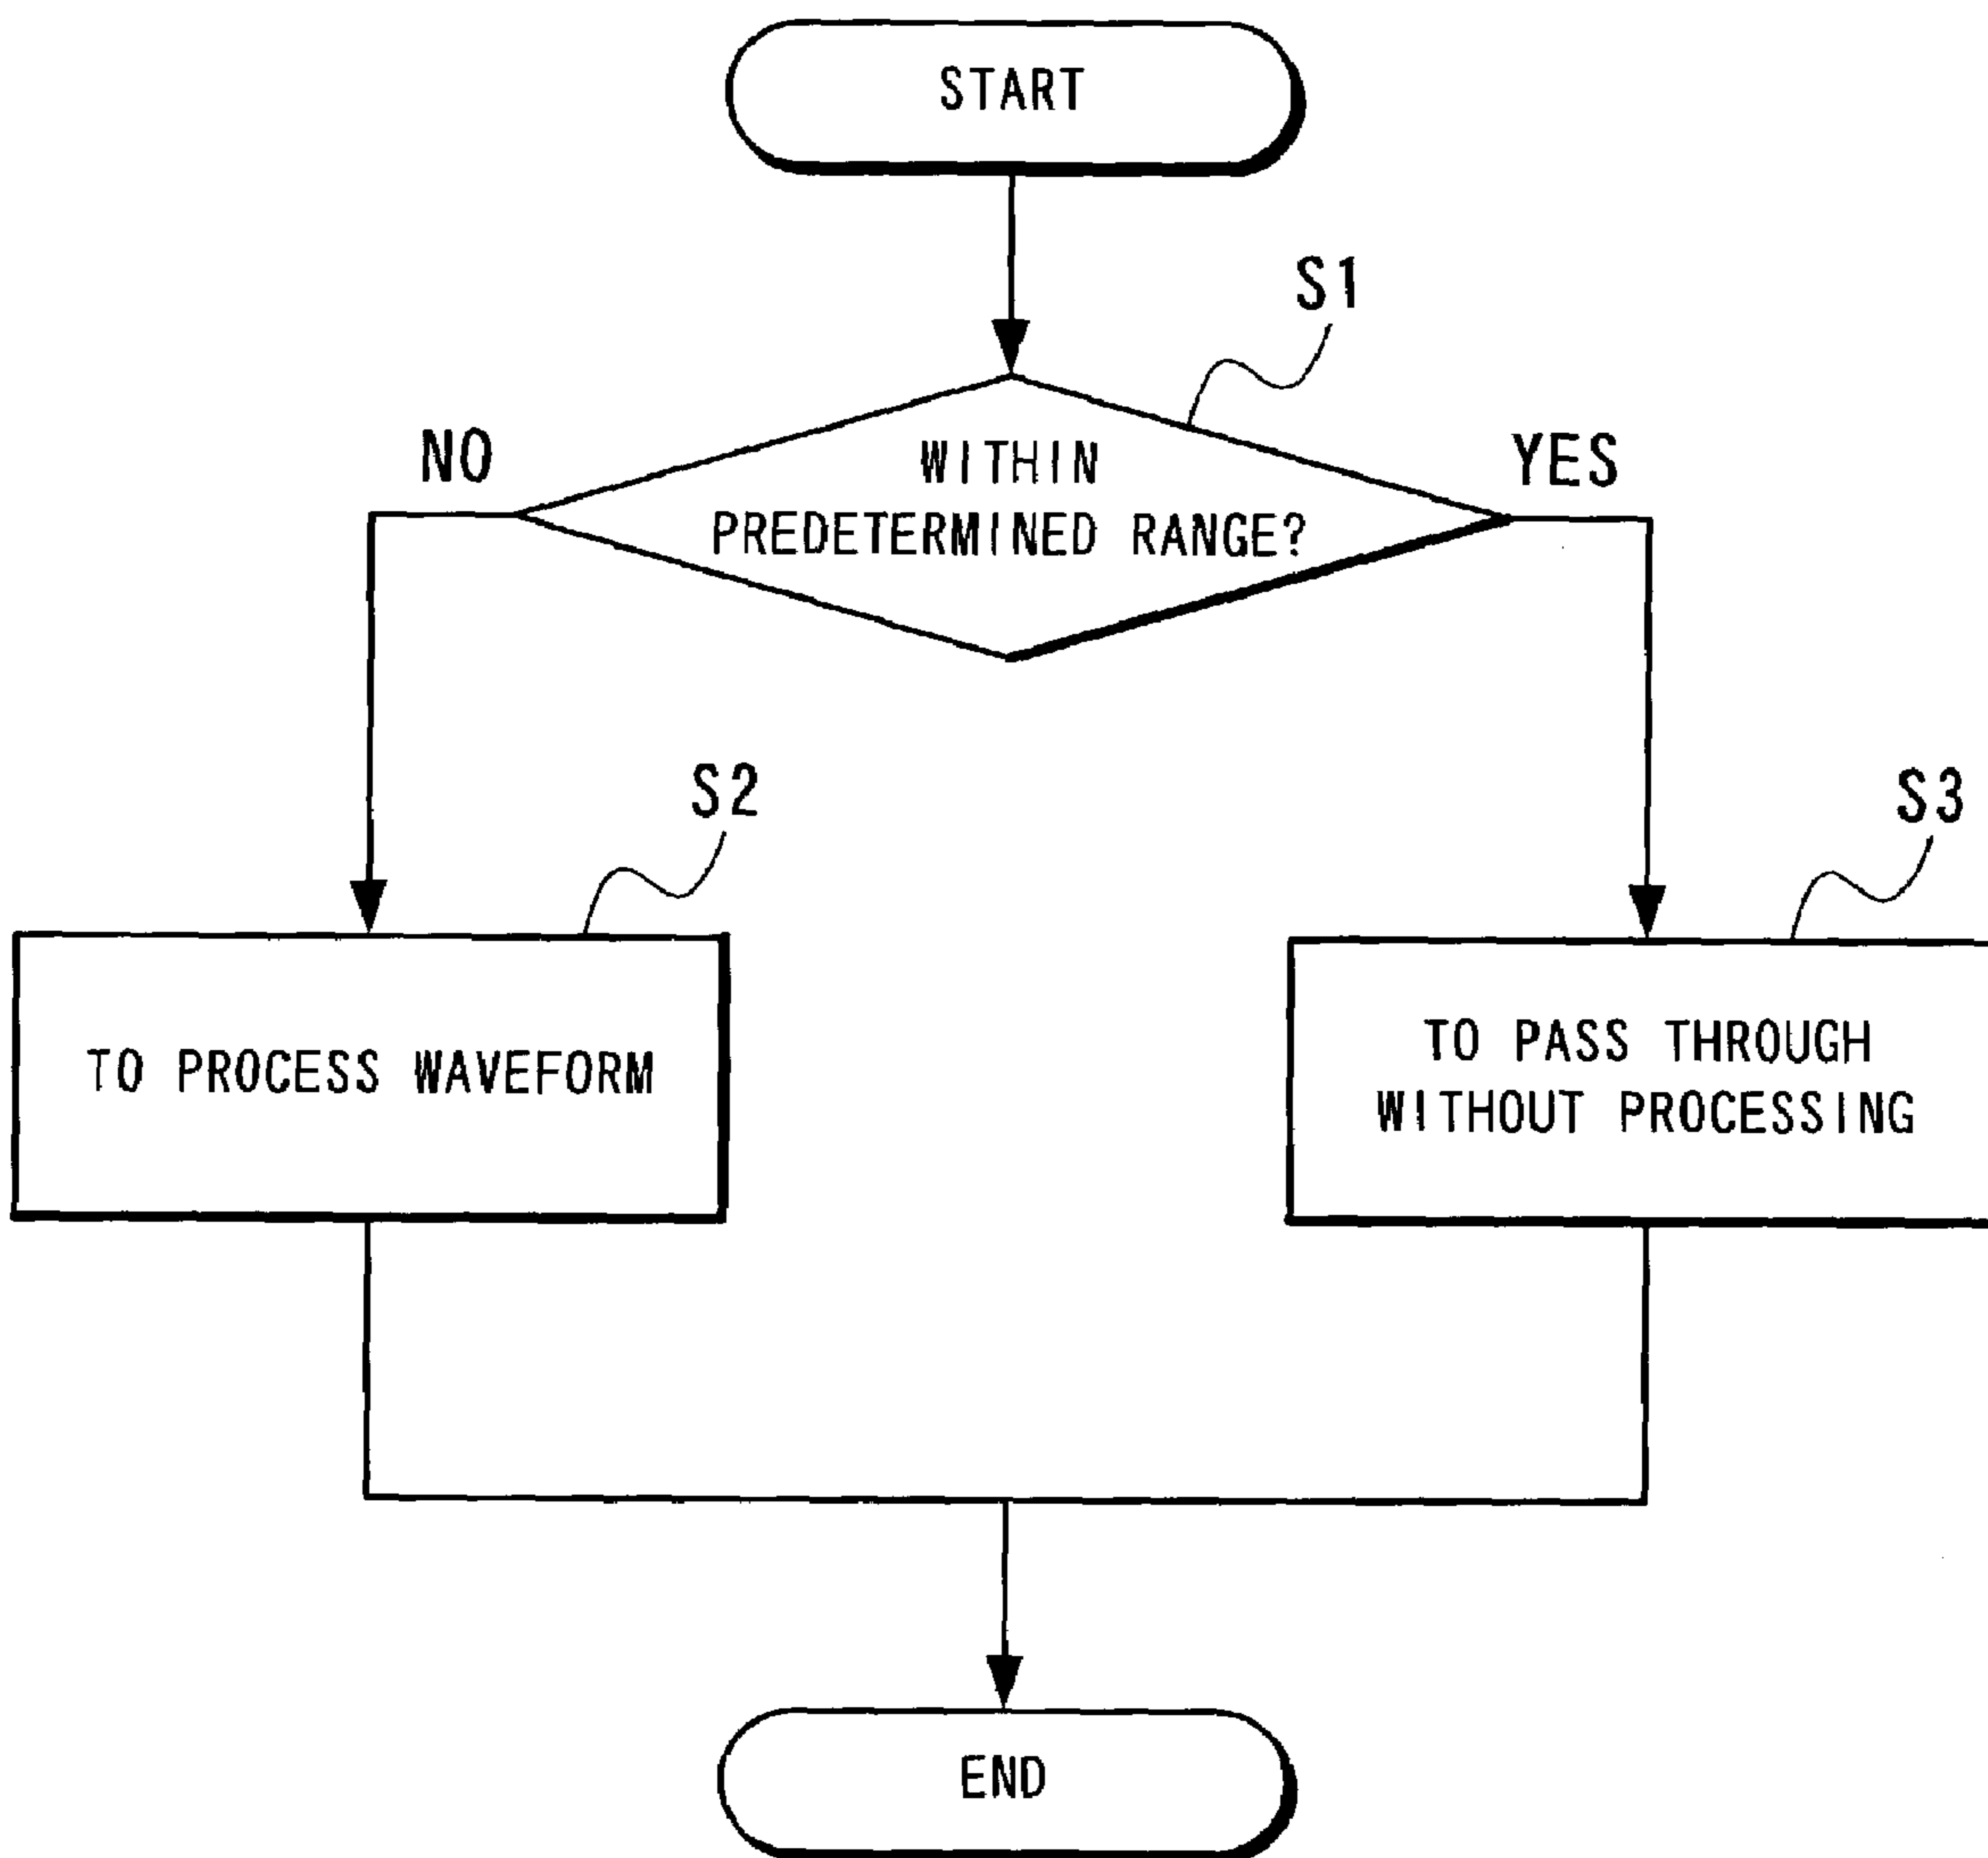 START
S1
NO
YES
WITHIN
PREDETERMINED RANGE?
S2
S3
TO PROCESS WAVEFORM
TO PASS THROUGH
WITHOUT PROCESSING
END